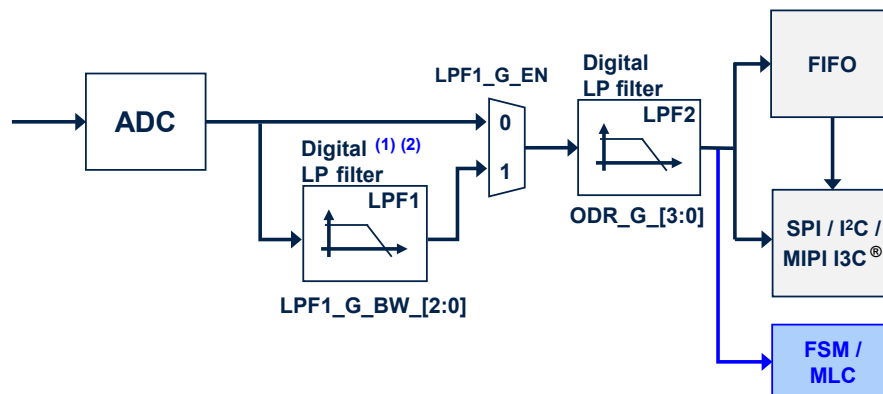 ADC
LPF1_G_EN
0
1
Digital (1) (2)
LP filter
LPF1
LPF1_G_BW_[2:0]
Digital
LP filter
LPF2
ODR_G_[3:0]
FIFO
SPI / I²C /
MIPI I3C®
FSM /
MLC